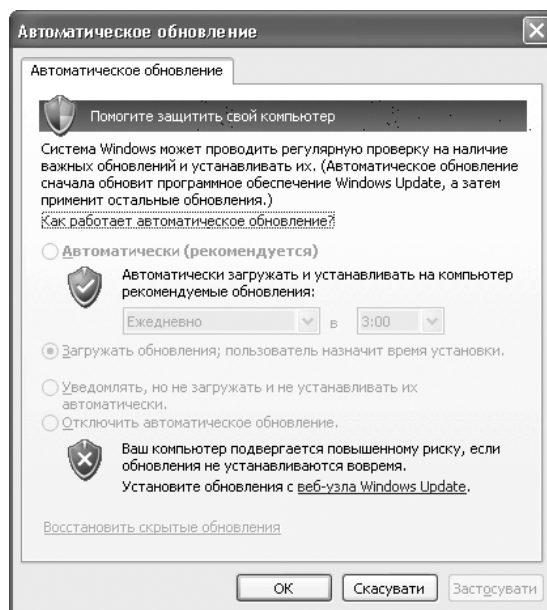 Автоматическое обновление
Автоматическое обновление
Помогите защитить свой компьютер
Система Windows может проводить регулярную проверку на наличие
важных обновлений и устанавливать их. (Автоматическое обновление
сначала обновит программное обеспечение Windows Update, а затем
применит остальные обновления.)
Как работает автоматическое обновление?
Автоматически (рекомендуется)
Автоматически загружать и устанавливать на компьютер
рекомендуемые обновления:
Ежедневно в 3:00
Загружать обновления; пользователь назначит время установки.
Уведомлять, но не загружать и не устанавливать их
автоматически.
Отключить автоматическое обновление.
Ваш компьютер подвергается повышенному риску, если
обновления не устанавливаются вовремя.
Установите обновления с веб-узла Windows Update.
Восстановить скрытые обновления
ОК Скасувати Застосувати